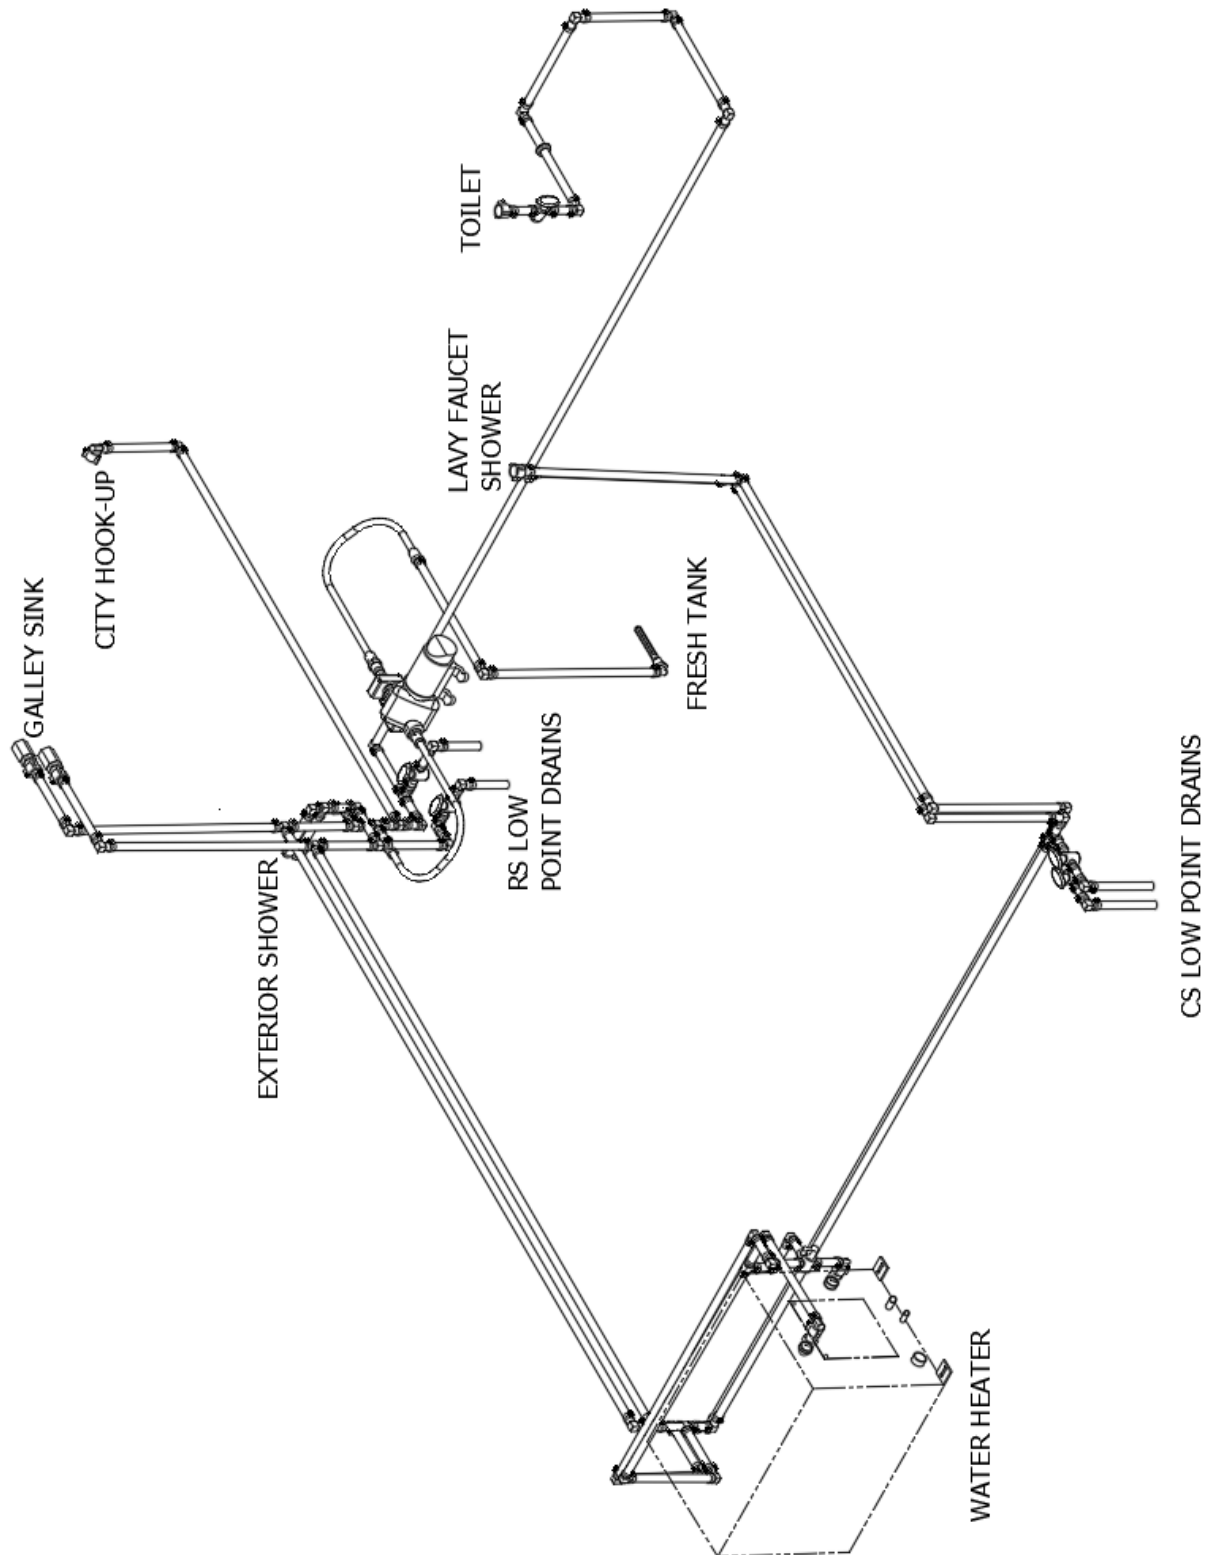 TOILET
LAVY FAUCET
SHOWER
CITY HOOK-UP
GALLEY SINK
FRESH TANK
RS LOW
POINT DRAINS
EXTERIOR SHOWER
CS LOW POINT DRAINS
WATER HEATER